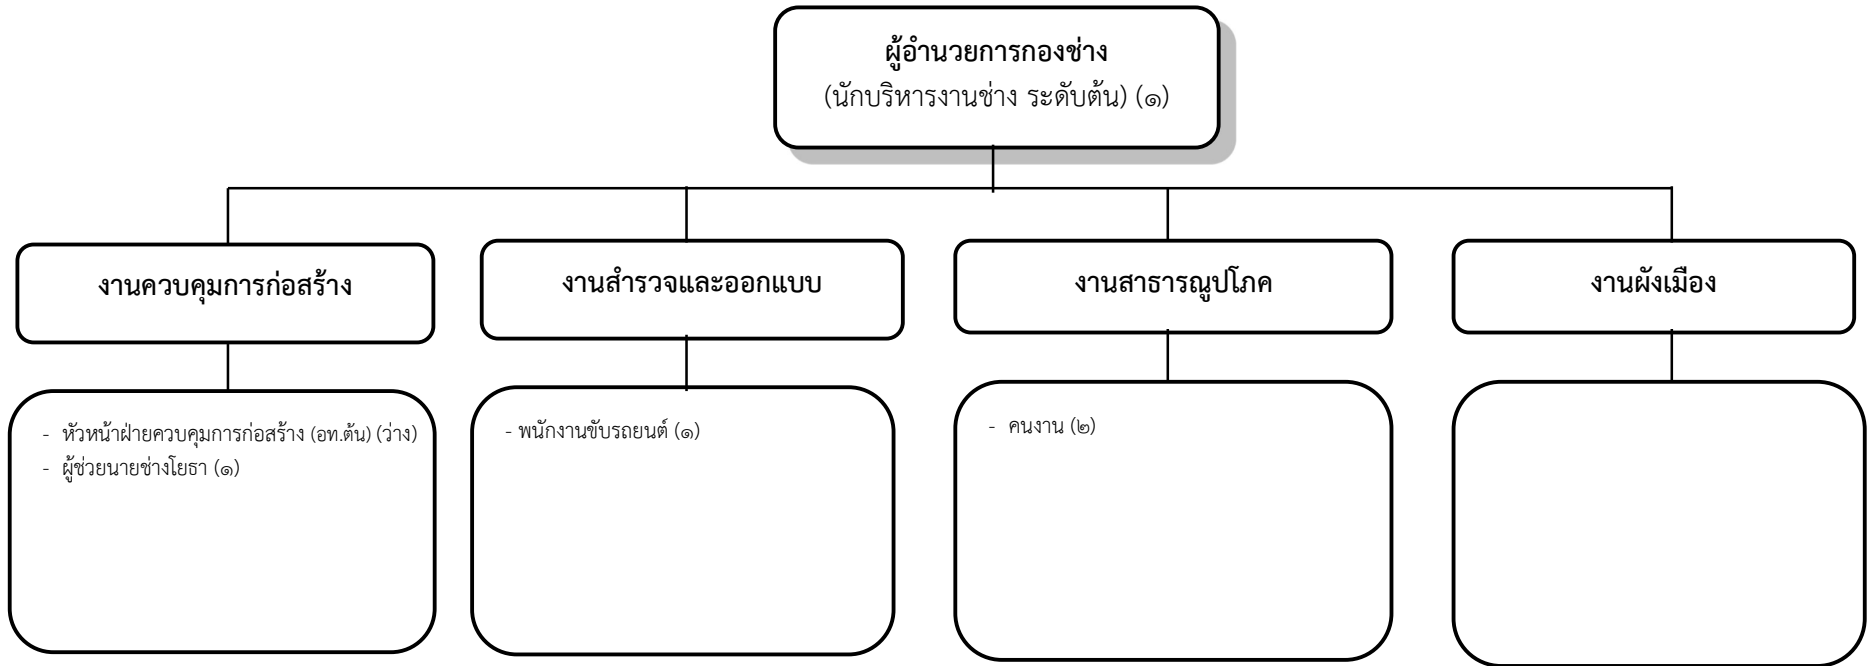 ผู้อำนวยการกองช่าง
(นักบริหารงานช่าง ระดับต้น) (๑)
งานควบคุมการก่อสร้าง
งานสำรวจและออกแบบ
งานสาธารณูปโภค
งานผังเมือง
- หัวหน้าฝ่ายควบคุมการก่อสร้าง (อท.ต้น) (ว่าง)
- ผู้ช่วยนายช่างโยธา (๑)
- พนักงานขับรถยนต์ (๑)
- คนงาน (๒)